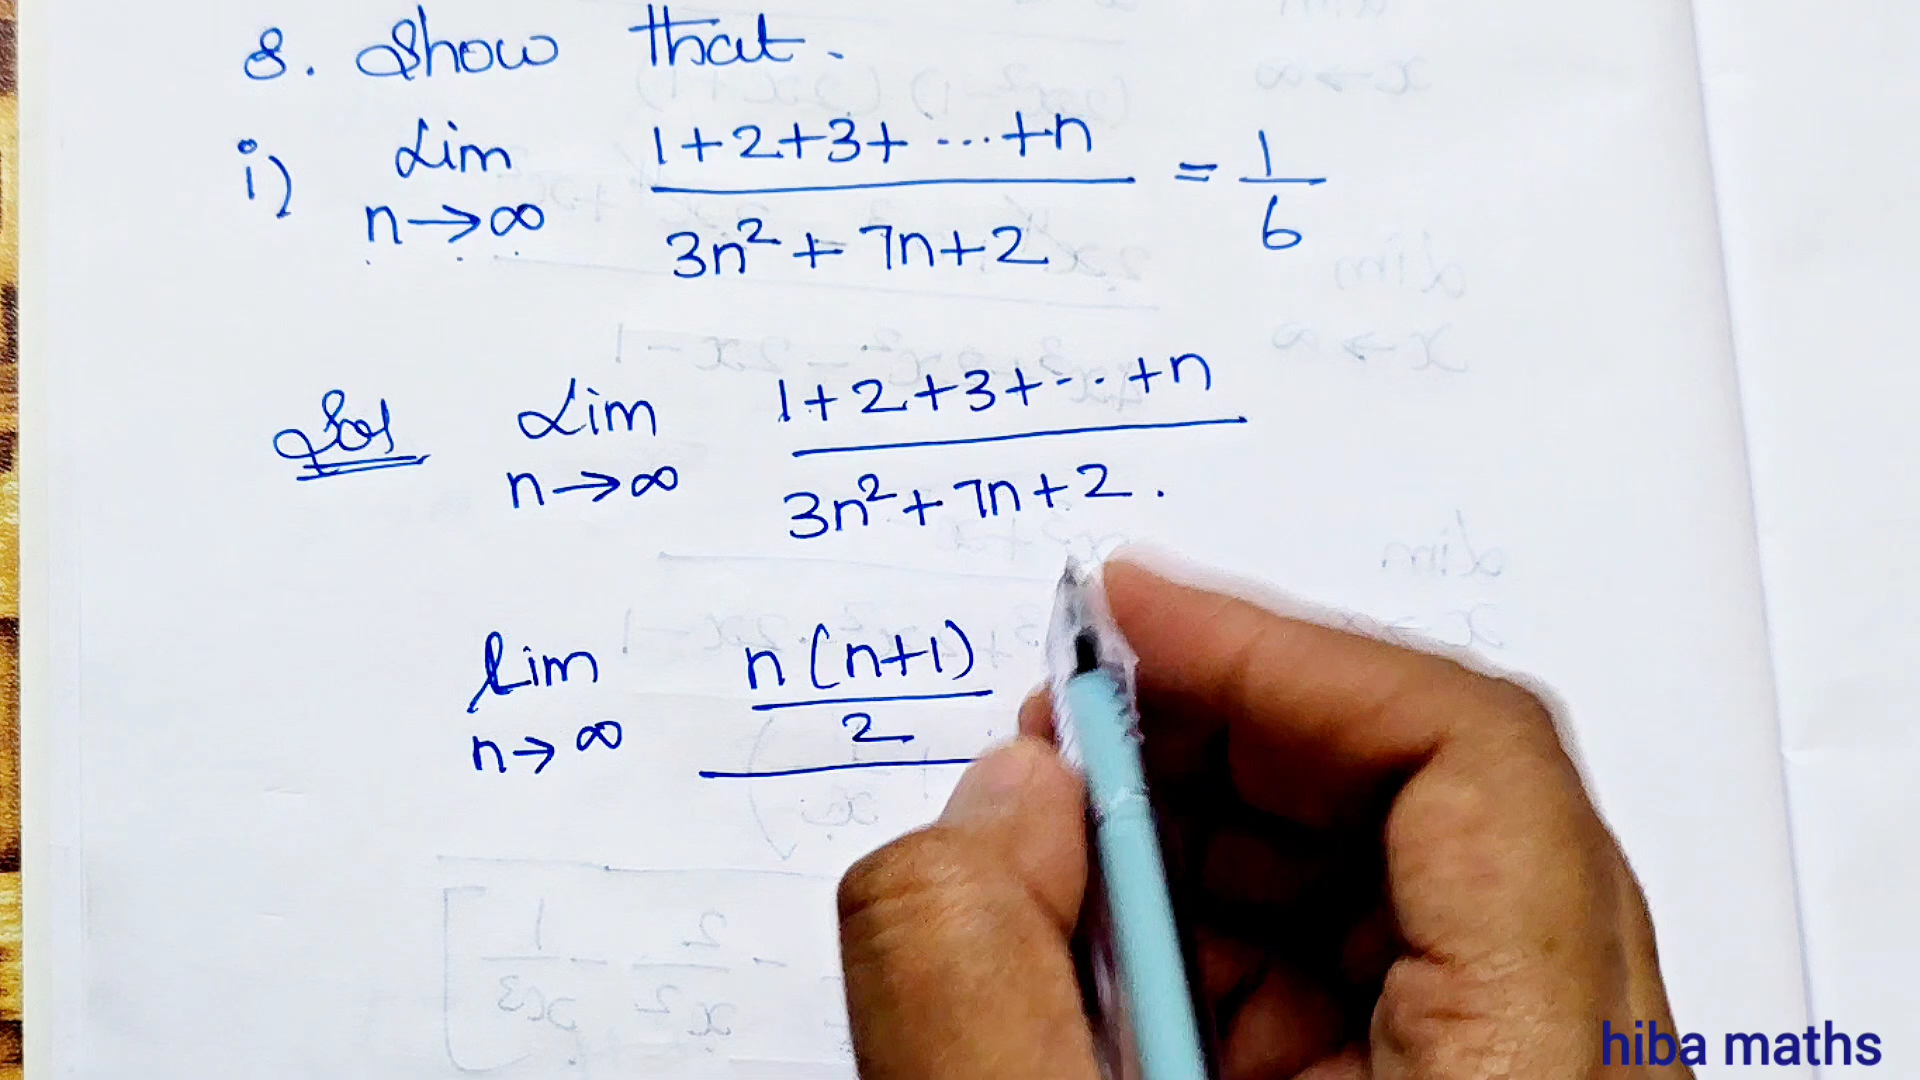 8. Show that.
i) Lim n→∞ 1+2+3+...+n / 3n²+7n+2 = 1/6
Sol Lim n→∞ 1+2+3+...+n / 3n²+7n+2.
lim n→∞ n(n+1)/2
hiba maths